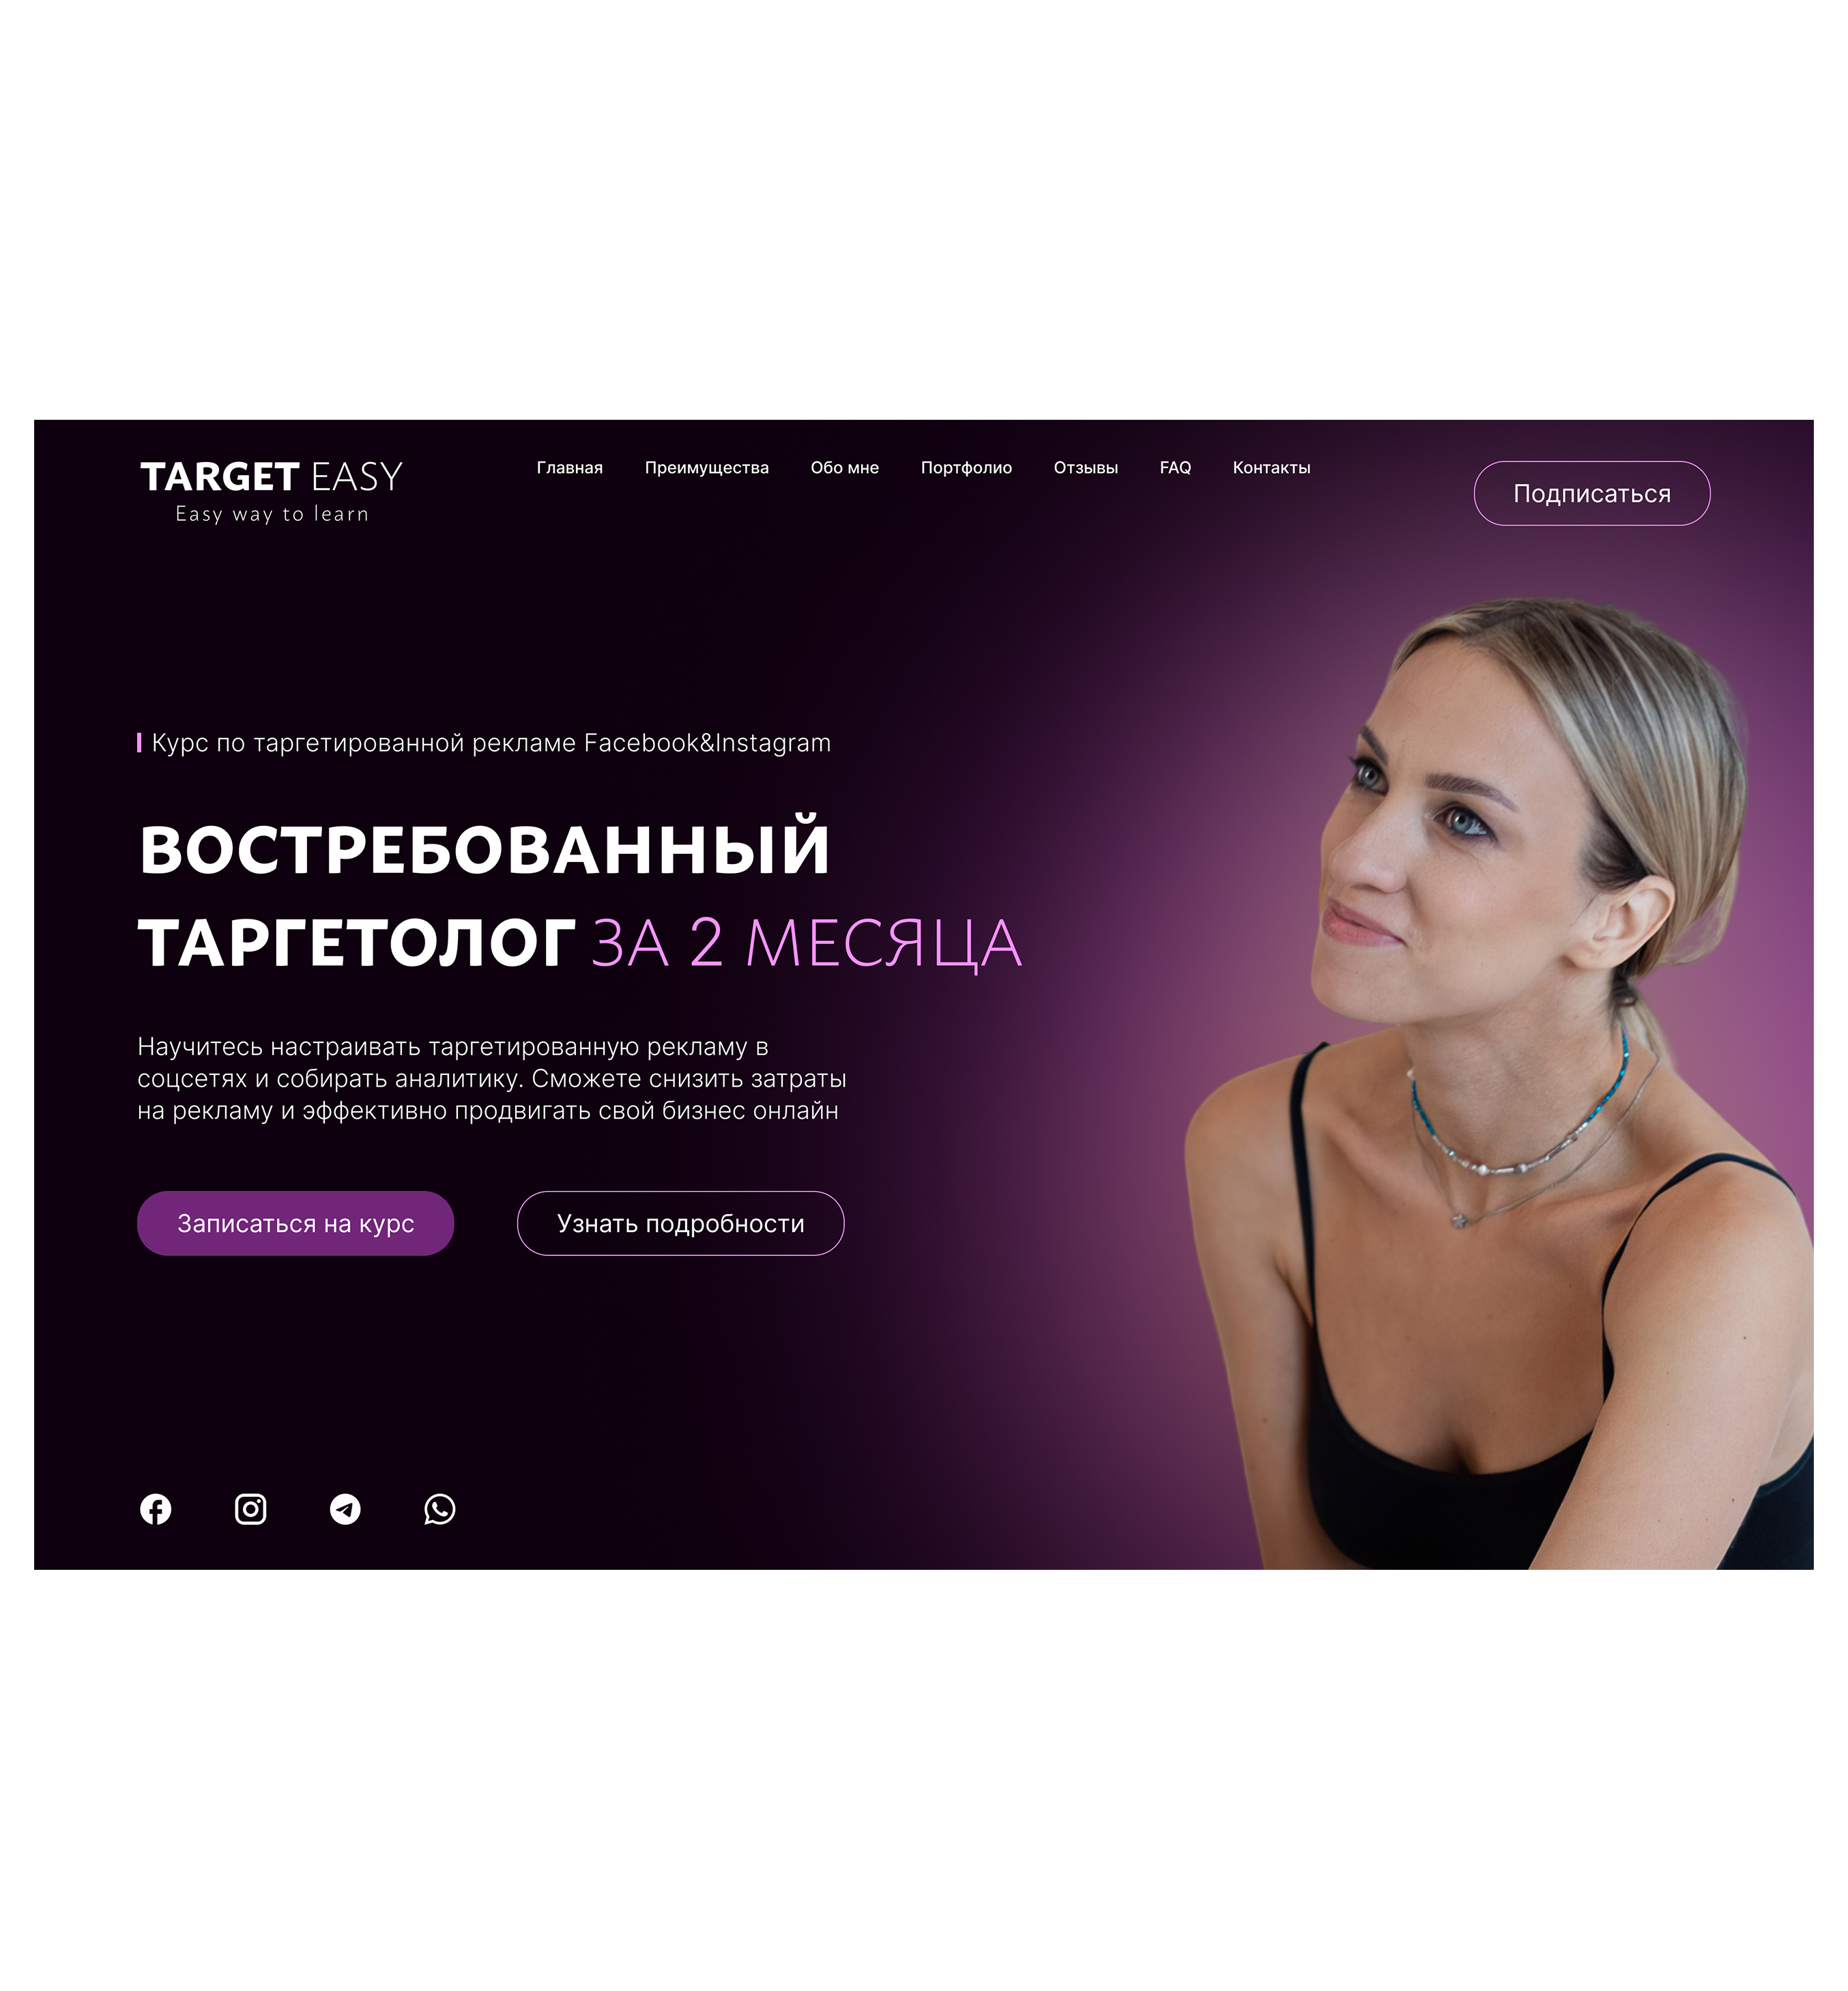 TARGET EASY
Easy way to learn
Главная Преимущества Обо мне Портфолио Отзывы FAQ Контакты
Подписаться
Курс по таргетированной рекламе Facebook&Instagram
ВОСТРЕБОВАННЫЙ
ТАРГЕТОЛОГ ЗА 2 МЕСЯЦА
Научитесь настраивать таргетированную рекламу в
соцсетях и собирать аналитику. Сможете снизить затраты
на рекламу и эффективно продвигать свой бизнес онлайн
Записаться на курс
Узнать подробности